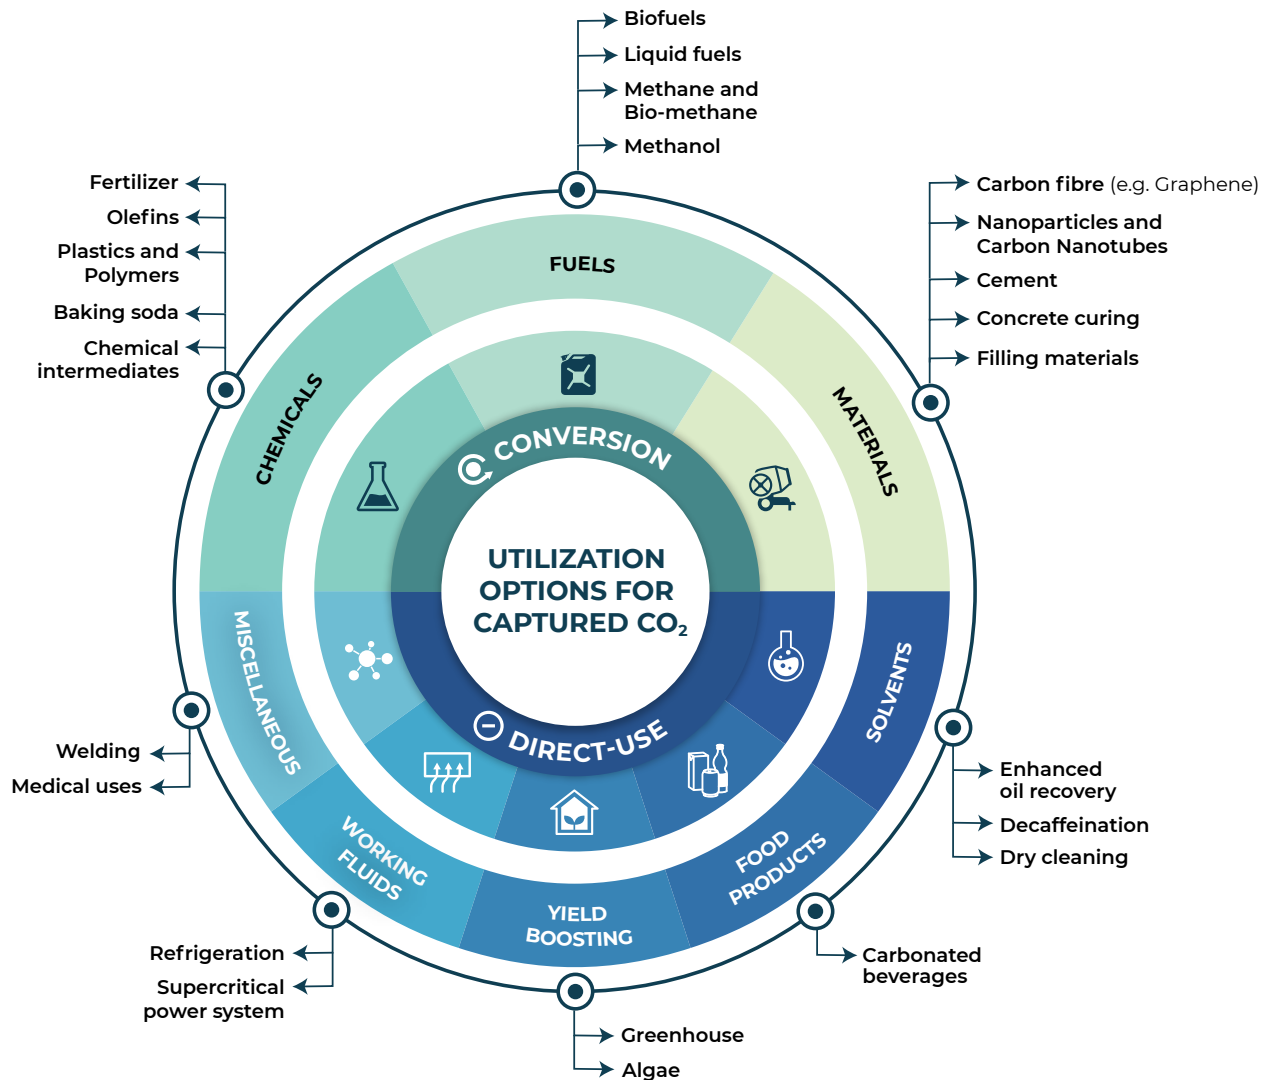 Biofuels
Liquid fuels
Methane and
Bio-methane
Methanol
Fertilizer
Olefins
Plastics and
Polymers
Baking soda
Chemical
intermediates
Carbon fibre (e.g. Graphene)
Nanoparticles and
Carbon Nanotubes
Cement
Concrete curing
Filling materials
FUELS
CHEMICALS
MATERIALS
CONVERSION
UTILIZATION
OPTIONS FOR
CAPTURED CO₂
DIRECT-USE
MISCELLANEOUS
SOLVENTS
WORKING
FLUIDS
FOOD
PRODUCTS
YIELD
BOOSTING
Welding
Medical uses
Enhanced
oil recovery
Decaffeination
Dry cleaning
Refrigeration
Supercritical
power system
Carbonated
beverages
Greenhouse
Algae